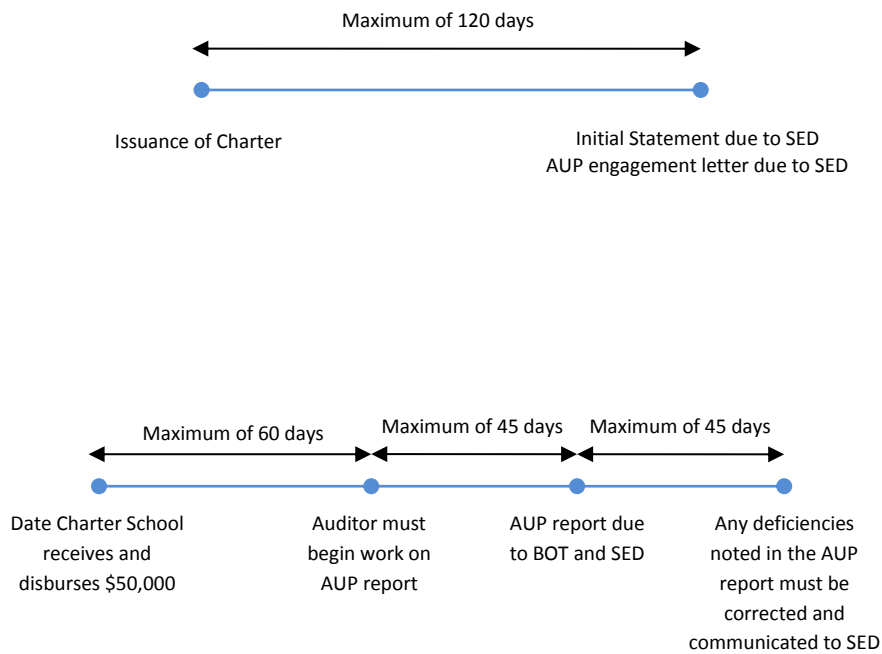 Maximum of 120 days
Issuance of Charter
Initial Statement due to SED
AUP engagement letter due to SED
Maximum of 60 days
Maximum of 45 days
Maximum of 45 days
Date Charter School
receives and
disburses $50,000
Auditor must
begin work on
AUP report
AUP report due
to BOT and SED
Any deficiencies
noted in the AUP
report must be
corrected and
communicated to SED